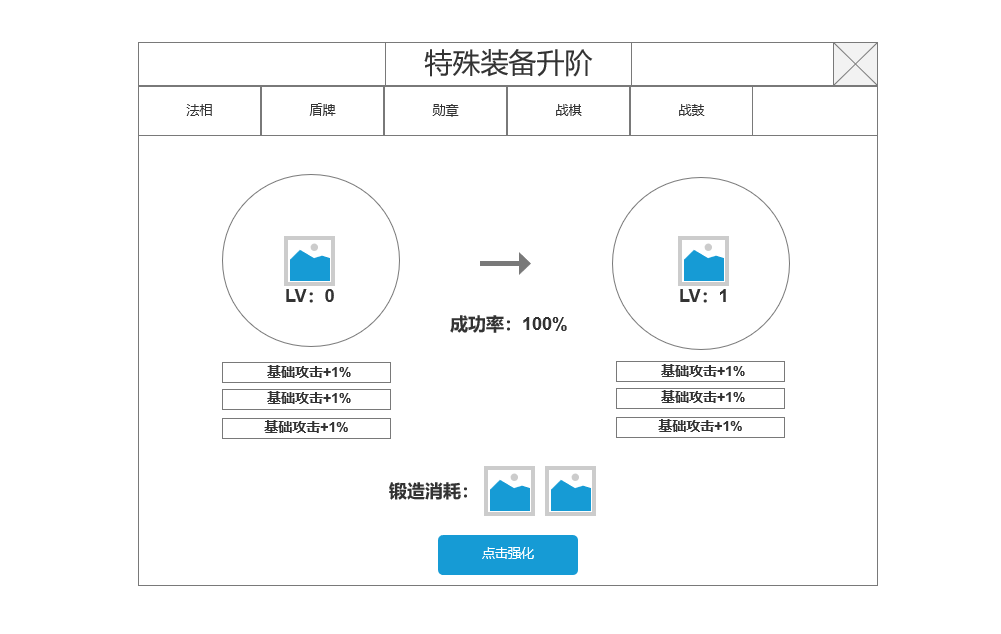 特殊装备升阶
法相
盾牌
勋章
战棋
战鼓
LV：0
LV：1
成功率：100%
基础攻击+1%
基础攻击+1%
基础攻击+1%
基础攻击+1%
基础攻击+1%
基础攻击+1%
锻造消耗：
点击强化